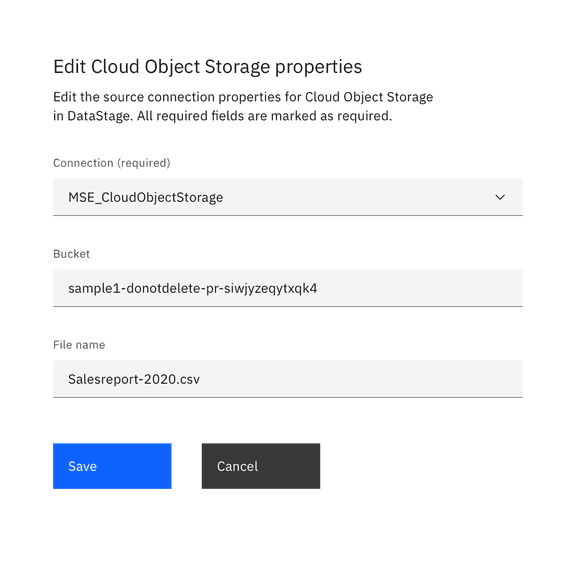 Edit Cloud Object Storage properties
Edit the source connection properties for Cloud Object Storage
in DataStage. All required fields are marked as required.
Connection (required)
MSE_CloudObjectStorage
Bucket
sample1-donotdelete-pr-siwjyzeqytxqk4
File name
Salesreport-2020.csv
Save
Cancel